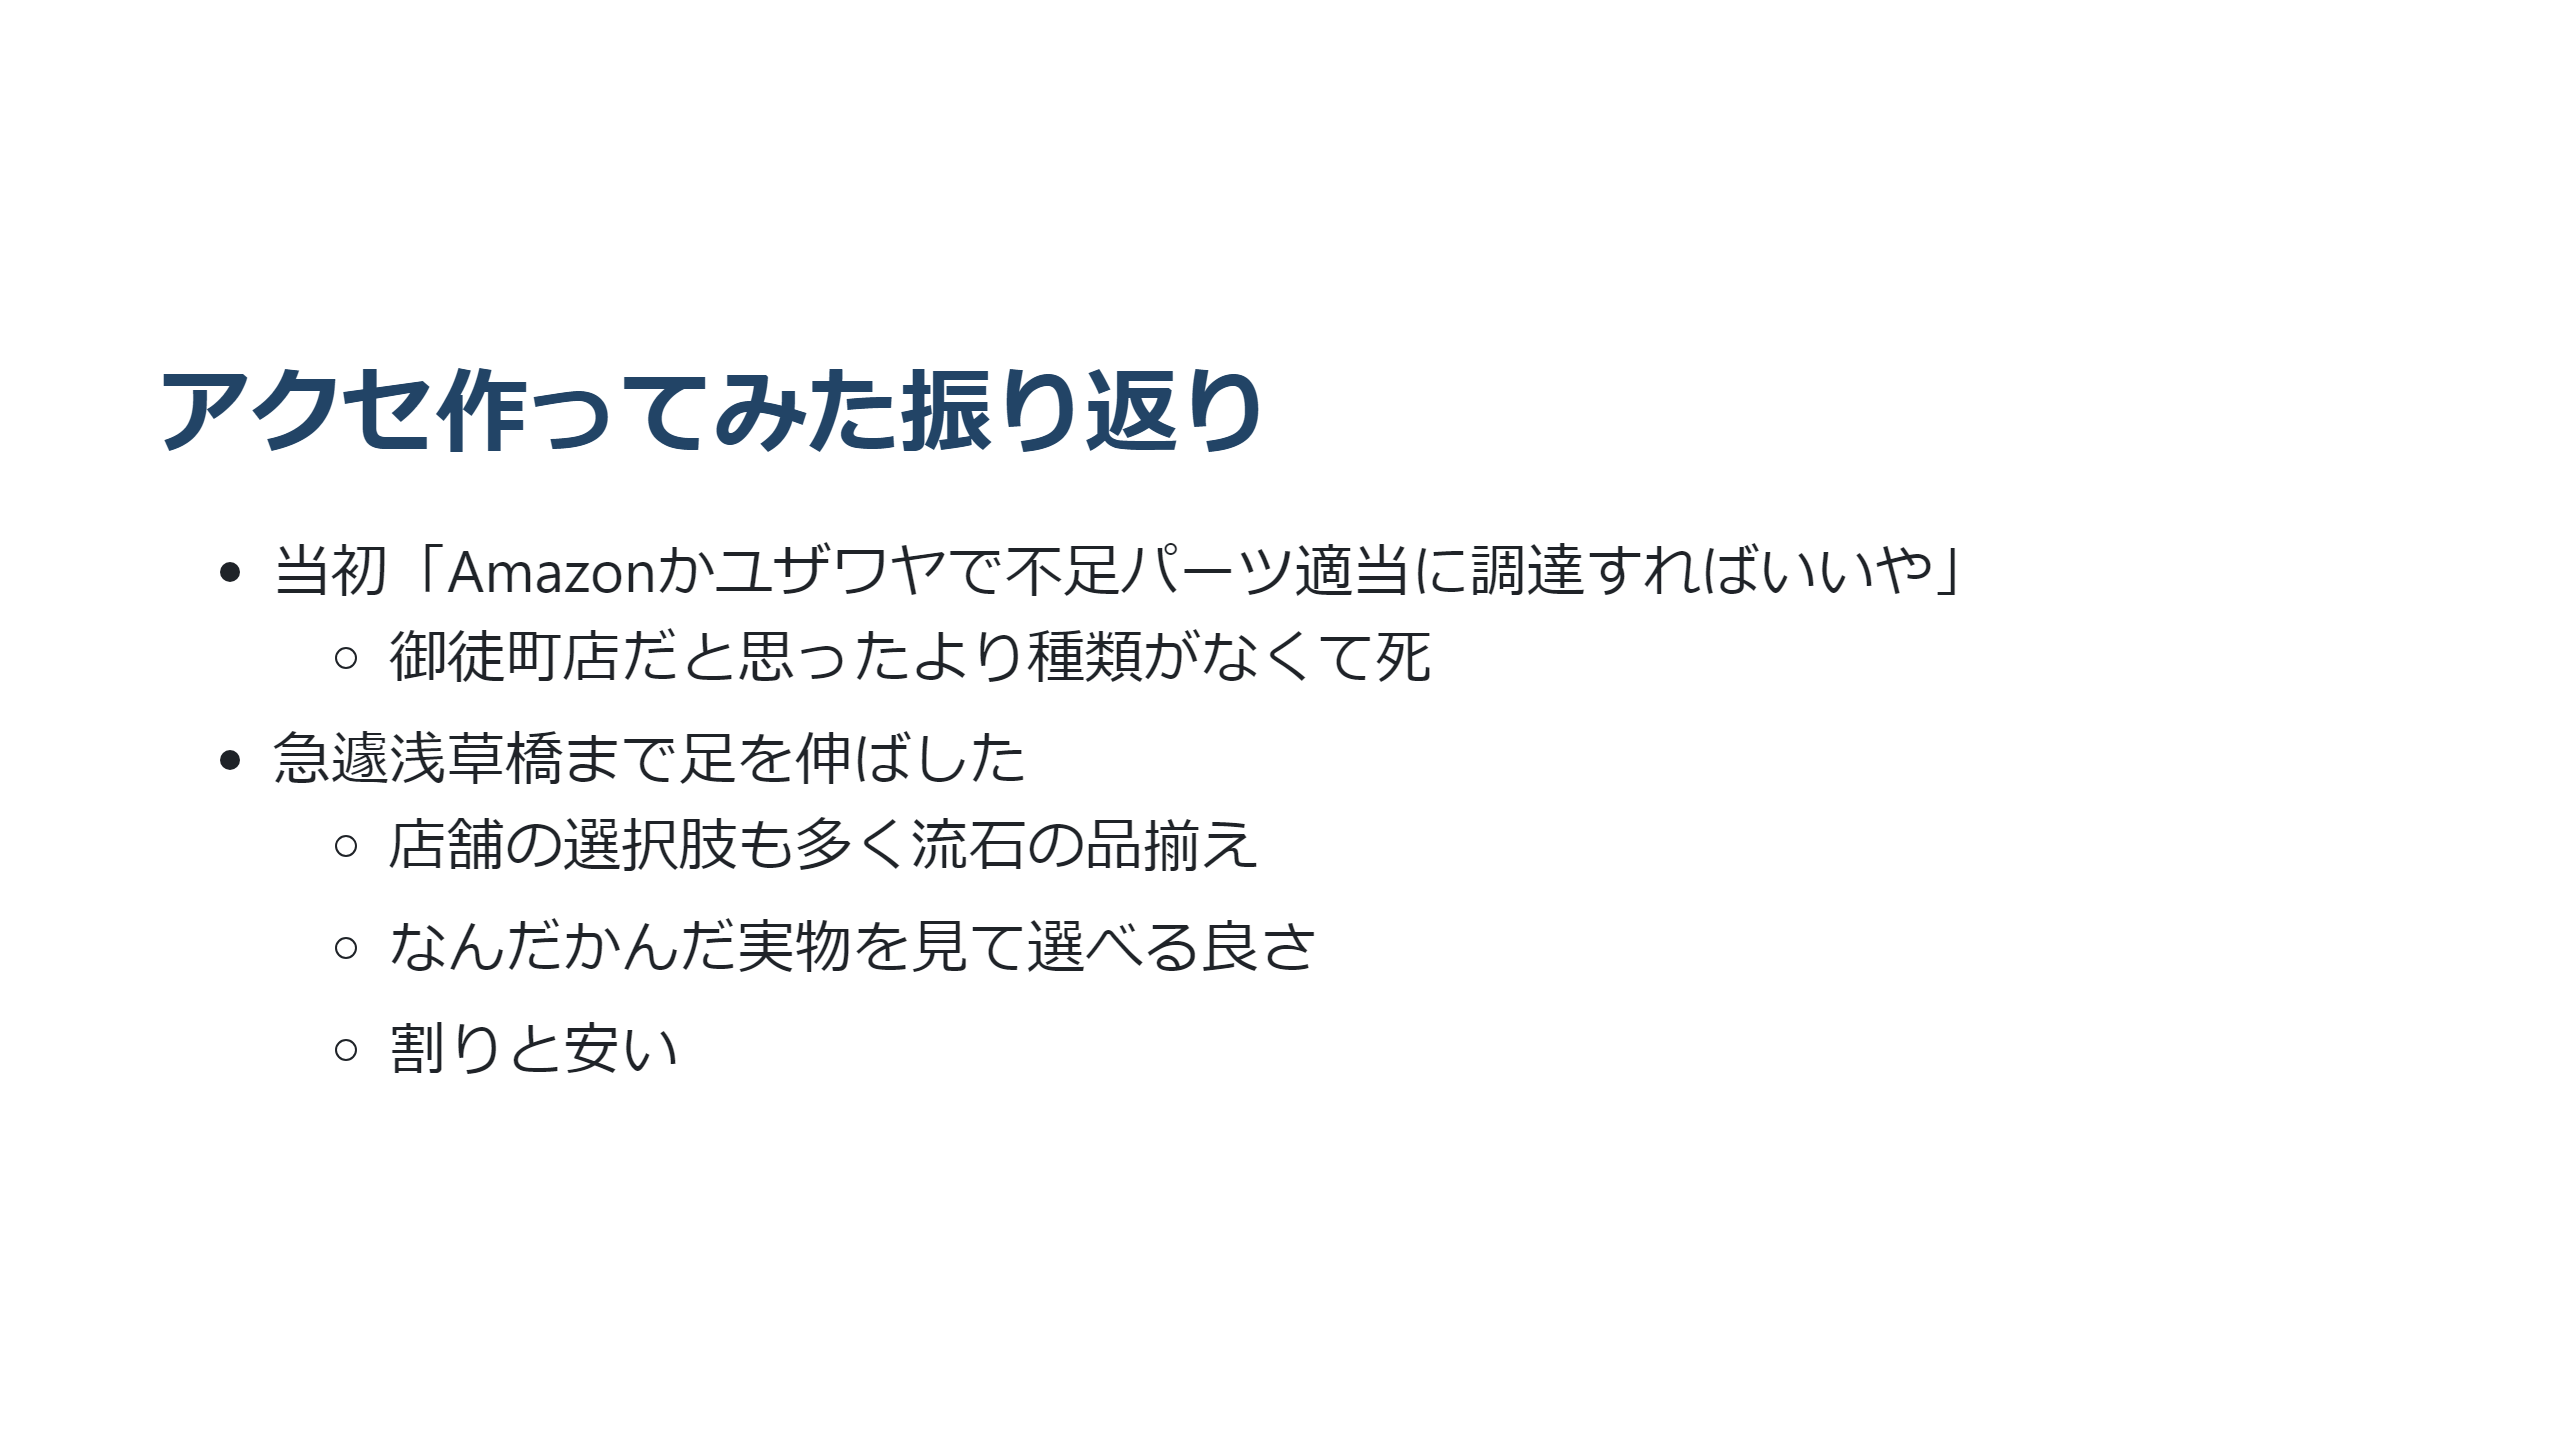 アクセ作ってみた振り返り
当初「Amazonかユザワヤで不足パーツ適当に調達すればいいや」
御徒町店だと思ったより種類がなくて死
急遽浅草橋まで足を伸ばした
店舗の選択肢も多く流石の品揃え
なんだかんだ実物を見て選べる良さ
割りと安い